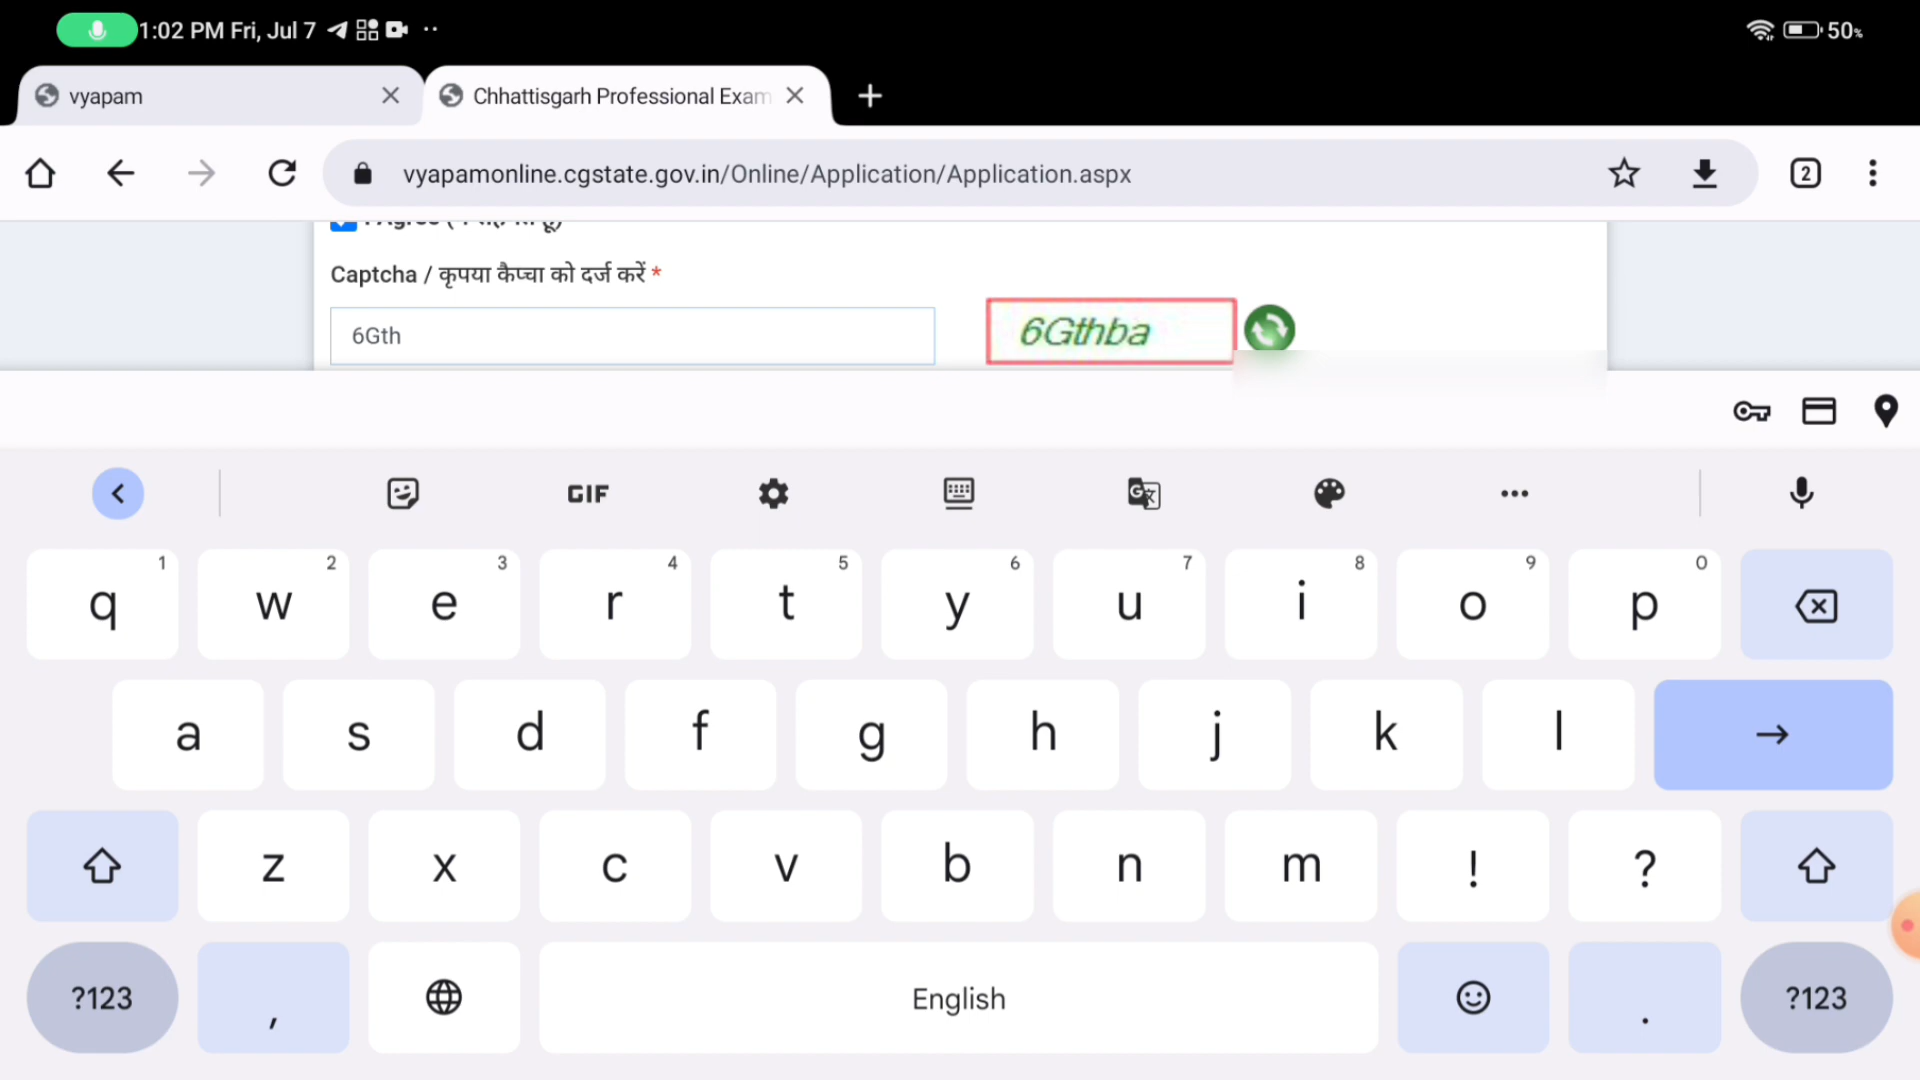 1:02 PM Fri, Jul 7 50%
vyapam
Chhattisgarh Professional Exam
vyapamonline.cgstate.gov.in/Online/Application/Application.aspx
2
I Agree
Captcha / कृपया कैप्चा को दर्ज करें *
6Gth
6Gthba
GIF
q 1 w 2 e 3 r 4 t 5 y 6 u 7 i 8 o 9 p 0
a s d f g h j k l
z x c v b n m ! ?
?123 , English . ?123